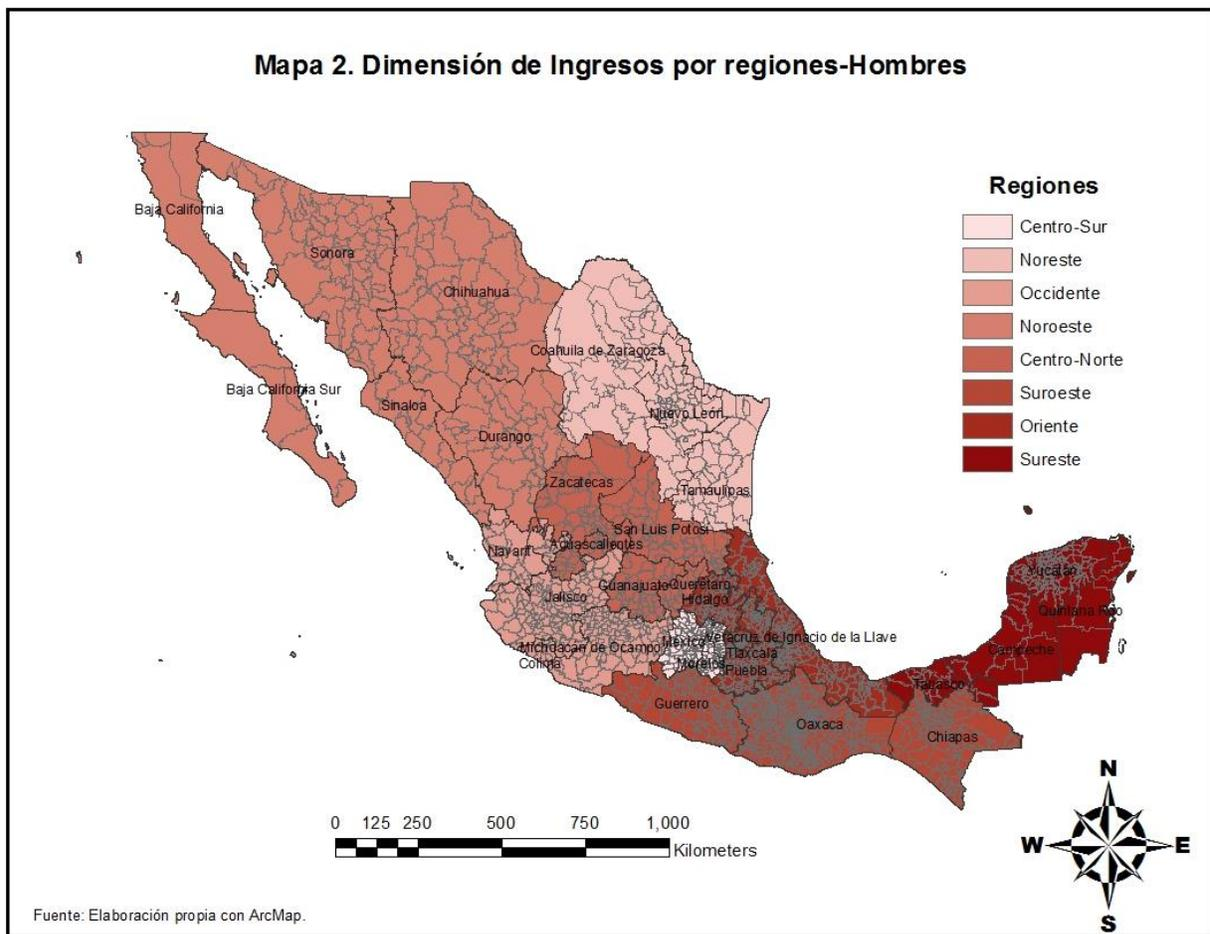 Mapa 2. Dimensión de Ingresos por regiones-Hombres
Regiones
Centro-Sur
Noreste
Occidente
Noroeste
Centro-Norte
Suroeste
Oriente
Sureste
Baja California
Sonora
Chihuahua
Coahuila de Zaragoza
Baja California Sur
Sinaloa
Nuevo León
Durango
Zacatecas
Tamaulipas
San Luis Potosí
Nayarit
Aguascalientes
Guanajuato
Querétaro
Hidalgo
Jalisco
México
Veracruz de Ignacio de la Llave
Michoacán de Ocampo
Tlaxcala
Colima
Morelos
Puebla
Yucatán
Quintana Roo
Campeche
Tabasco
Guerrero
Oaxaca
Chiapas
N
W
E
S
0 125 250 500 750 1,000
Kilometers
Fuente: Elaboración propia con ArcMap.